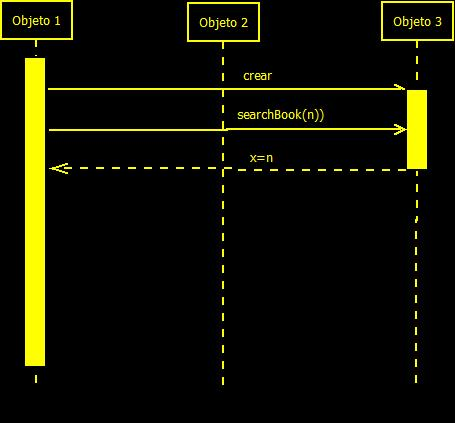 Objeto 1
Objeto 2
Objeto 3
crear
searchBook(n))
x=n